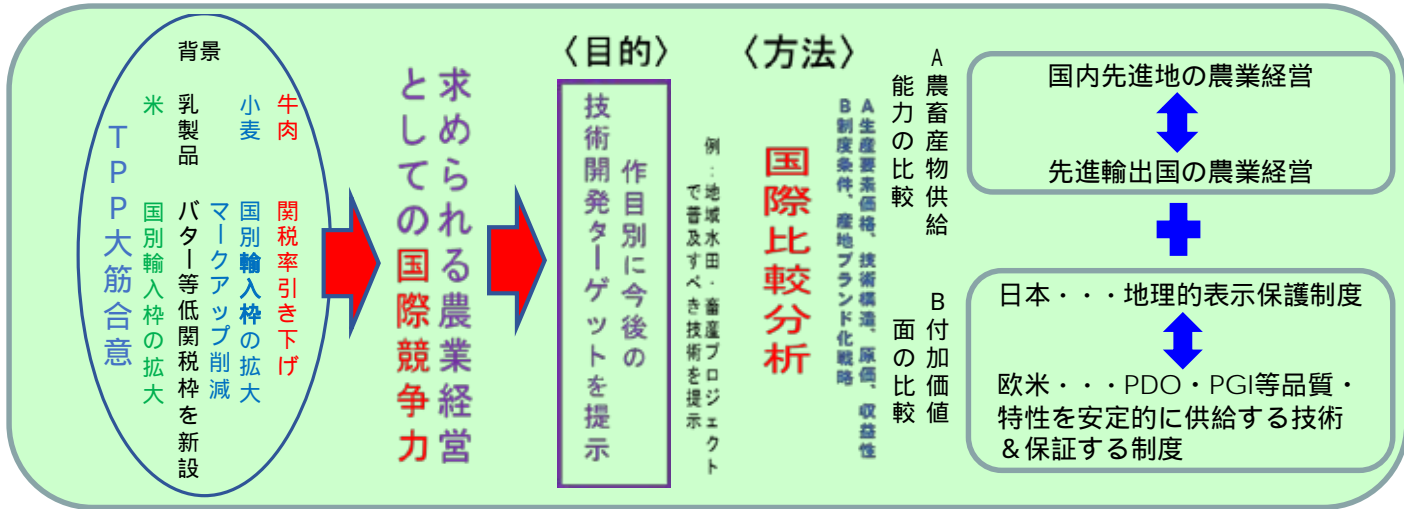 背景
牛肉　関税率引き下げ
小麦　国別輸入枠の拡大
マークアップ削減
乳製品　バター等低関税枠を新設
米　国別輸入枠の拡大
TPP大筋合意
求められる農業経営
としての国際競争力
〈目的〉
作目別に今後の
技術開発ターゲットを提示
例：地域水田・畜産プロジェクト
で普及すべき技術を提示
〈方法〉
国際比較分析
A生産要素価格、技術構造、原価、収益性
B制度条件、産地ブランド化戦略
A農畜産物供給
能力の比較
B付加価値
面の比較
国内先進地の農業経営
先進輸出国の農業経営
日本・・・地理的表示保護制度
欧米・・・PDO・PGI等品質・
特性を安定的に供給する技術
＆保証する制度